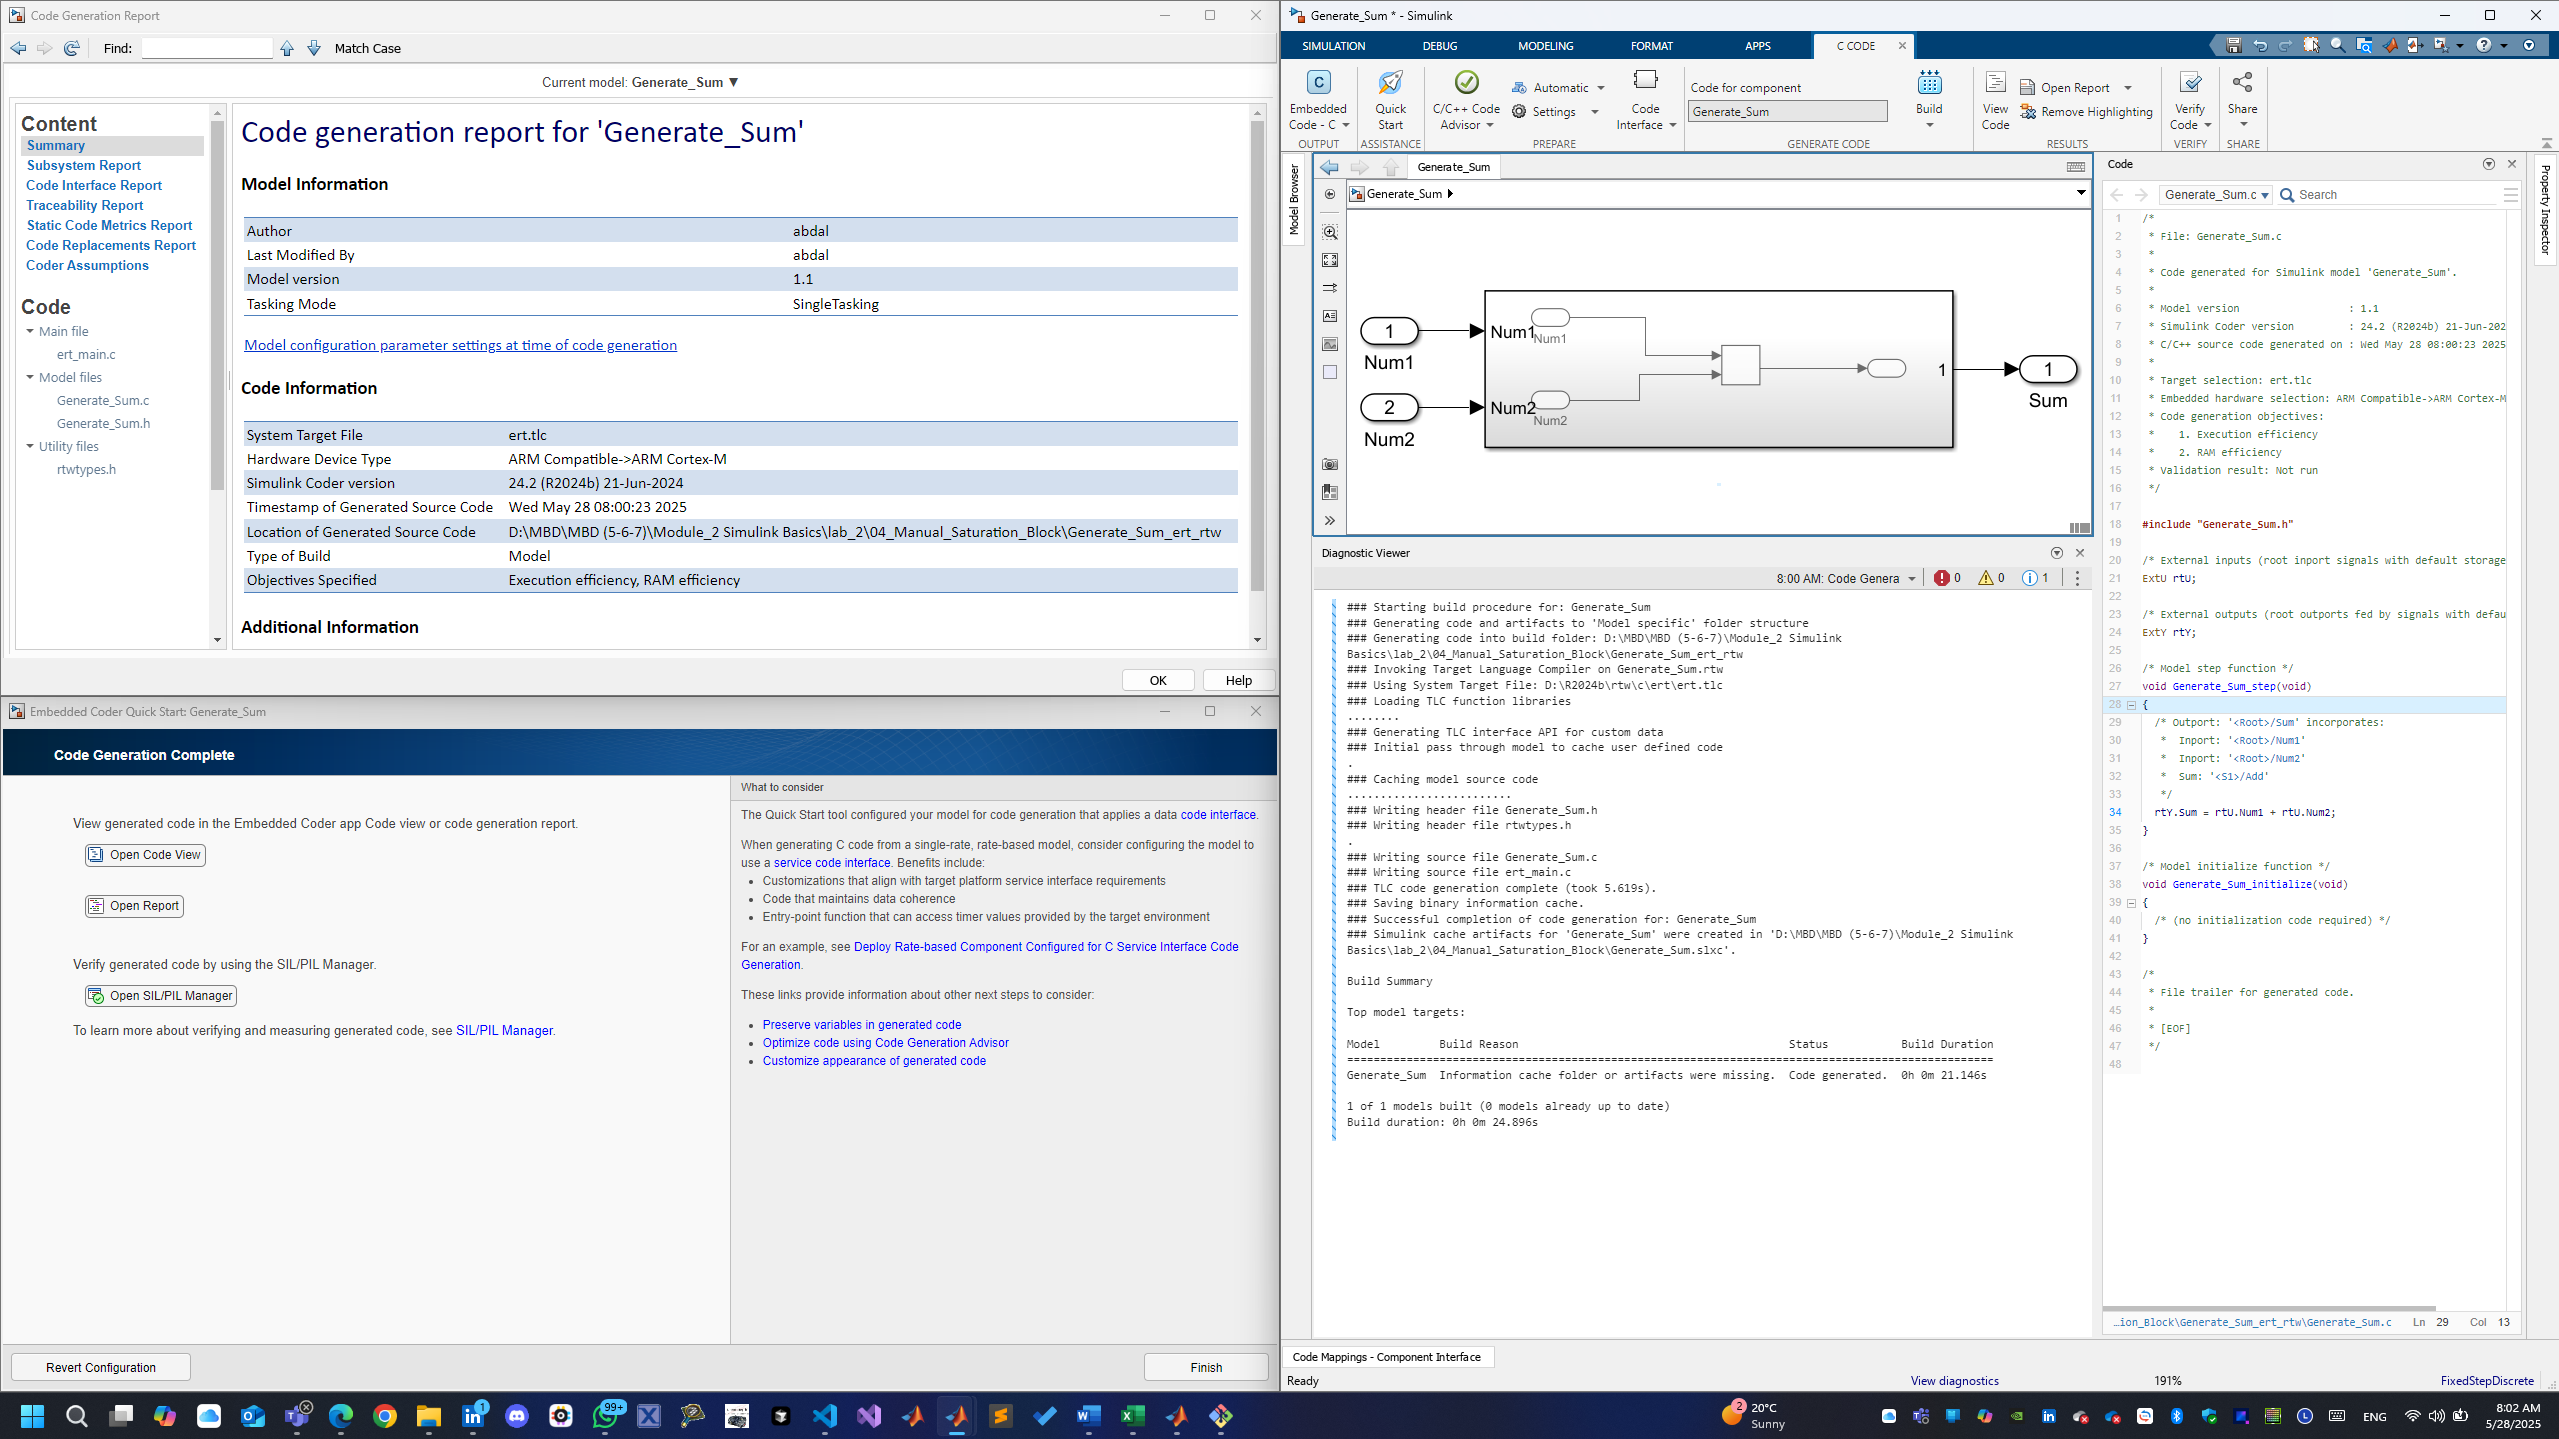 Code Generation Report
Find:
Match Case
Current model: Generate_Sum ▼
Content
Summary
Subsystem Report
Code Interface Report
Traceability Report
Static Code Metrics Report
Code Replacements Report
Coder Assumptions
Code
Main file
ert_main.c
Model files
Generate_Sum.c
Generate_Sum.h
Utility files
rtwtypes.h
Code generation report for 'Generate_Sum'
Model Information
Author abdal
Last Modified By abdal
Model version 1.1
Tasking Mode SingleTasking
Model configuration parameter settings at time of code generation
Code Information
System Target File ert.tlc
Hardware Device Type ARM Compatible->ARM Cortex-M
Simulink Coder version 24.2 (R2024b) 21-Jun-2024
Timestamp of Generated Source Code Wed May 28 08:00:23 2025
Location of Generated Source Code D:\MBD\MBD (5-6-7)\Module_2 Simulink Basics\lab_2\04_Manual_Saturation_Block\Generate_Sum_ert_rtw
Type of Build Model
Objectives Specified Execution efficiency, RAM efficiency
Additional Information
OK Help
Embedded Coder Quick Start: Generate_Sum
Code Generation Complete
View generated code in the Embedded Coder app Code view or code generation report.
Open Code View
Open Report
Verify generated code by using the SIL/PIL Manager.
Open SIL/PIL Manager
To learn more about verifying and measuring generated code, see SIL/PIL Manager.
What to consider
The Quick Start tool configured your model for code generation that applies a data code interface.
When generating C code from a single-rate, rate-based model, consider configuring the model to
use a service code interface. Benefits include:
• Customizations that align with target platform service interface requirements
• Code that maintains data coherence
• Entry-point function that can access timer values provided by the target environment
For an example, see Deploy Rate-based Component Configured for C Service Interface Code
Generation.
These links provide information about other next steps to consider:
• Preserve variables in generated code
• Optimize code using Code Generation Advisor
• Customize appearance of generated code
Revert Configuration
Finish
Generate_Sum * - Simulink
SIMULATION DEBUG MODELING FORMAT APPS C CODE
Embedded
Code - C
OUTPUT
Quick
Start
ASSISTANCE
C/C++ Code
Advisor
Automatic
Settings
Code
Interface
PREPARE
Code for component
Generate_Sum
Build
GENERATE CODE
View
Code
Open Report
Remove Highlighting
RESULTS
Verify
Code
VERIFY
Share
SHARE
Model Browser
Generate_Sum
Generate_Sum
1
Num1
2
Num2
Num1
Num1
Num2
Num2
1
1
Sum
Diagnostic Viewer
8:00 AM: Code Genera
0 0 1
### Starting build procedure for: Generate_Sum
### Generating code and artifacts to 'Model specific' folder structure
### Generating code into build folder: D:\MBD\MBD (5-6-7)\Module_2 Simulink
Basics\lab_2\04_Manual_Saturation_Block\Generate_Sum_ert_rtw
### Invoking Target Language Compiler on Generate_Sum.rtw
### Using System Target File: D:\R2024b\rtw\c\ert\ert.tlc
### Loading TLC function libraries
........
### Generating TLC interface API for custom data
### Initial pass through model to cache user defined code
.
### Caching model source code
.........................
### Writing header file Generate_Sum.h
### Writing header file rtwtypes.h
.
### Writing source file Generate_Sum.c
### Writing source file ert_main.c
### TLC code generation complete (took 5.619s).
### Saving binary information cache.
### Successful completion of code generation for: Generate_Sum
### Simulink cache artifacts for 'Generate_Sum' were created in 'D:\MBD\MBD (5-6-7)\Module_2 Simulink
Basics\lab_2\04_Manual_Saturation_Block\Generate_Sum.slxc'.
Build Summary
Top model targets:
Model Build Reason Status Build Duration
==================================================================================================
Generate_Sum Information cache folder or artifacts were missing. Code generated. 0h 0m 21.146s
1 of 1 models built (0 models already up to date)
Build duration: 0h 0m 24.896s
Code
Property Inspector
Generate_Sum.c
Search
1 /*
2 * File: Generate_Sum.c
3 *
4 * Code generated for Simulink model 'Generate_Sum'.
5 *
6 * Model version : 1.1
7 * Simulink Coder version : 24.2 (R2024b) 21-Jun-202
8 * C/C++ source code generated on : Wed May 28 08:00:23 2025
9 *
10 * Target selection: ert.tlc
11 * Embedded hardware selection: ARM Compatible->ARM Cortex-M
12 * Code generation objectives:
13 * 1. Execution efficiency
14 * 2. RAM efficiency
15 * Validation result: Not run
16 */
17
18 #include "Generate_Sum.h"
19
20 /* External inputs (root inport signals with default storage
21 ExtU rtU;
22
23 /* External outputs (root outports fed by signals with defau
24 ExtY rtY;
25
26 /* Model step function */
27 void Generate_Sum_step(void)
28 {
29 /* Outport: '<Root>/Sum' incorporates:
30 * Inport: '<Root>/Num1'
31 * Inport: '<Root>/Num2'
32 * Sum: '<S1>/Add'
33 */
34 rtY.Sum = rtU.Num1 + rtU.Num2;
35 }
36
37 /* Model initialize function */
38 void Generate_Sum_initialize(void)
39 {
40 /* (no initialization code required) */
41 }
42
43 /*
44 * File trailer for generated code.
45 *
46 * [EOF]
47 */
48
...ion_Block\Generate_Sum_ert_rtw\Generate_Sum.c Ln 29 Col 13
Code Mappings - Component Interface
Ready View diagnostics 191% FixedStepDiscrete
1
99+
2
20°C
Sunny
ENG
8:02 AM
5/28/2025